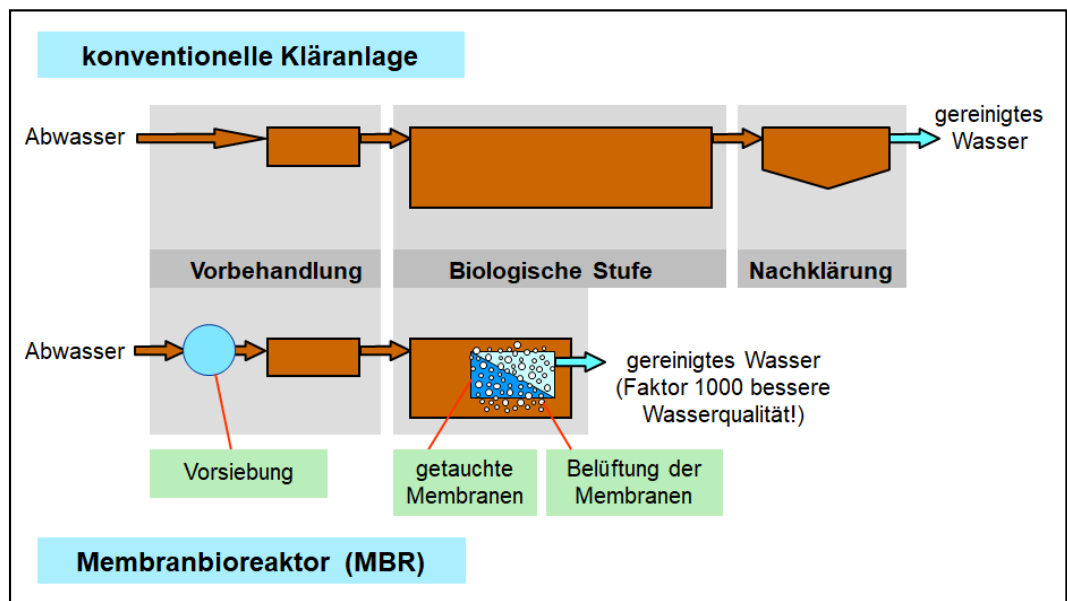 konventionelle Kläranlage
Abwasser
gereinigtes
Wasser
Vorbehandlung
Biologische Stufe
Nachklärung
Abwasser
gereinigtes Wasser
(Faktor 1000 bessere
Wasserqualität!)
Vorsiebung
getauchte
Membranen
Belüftung der
Membranen
Membranbioreaktor (MBR)